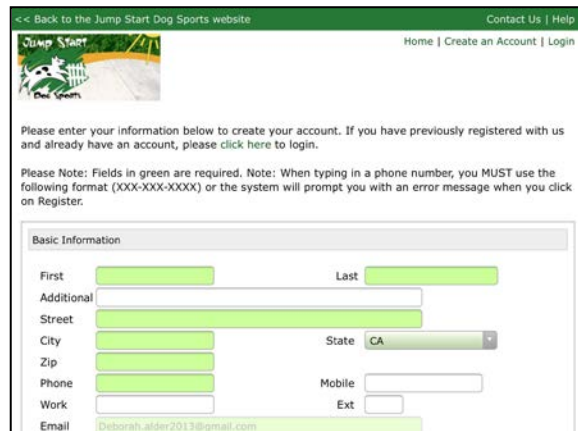 << Back to the Jump Start Dog Sports website Contact Us | Help
Jump Start
Dog Sports
Home | Create an Account | Login
Please enter your information below to create your account. If you have previously registered with us
and already have an account, please click here to login.
Please Note: Fields in green are required. Note: When typing in a phone number, you MUST use the
following format (XXX-XXX-XXXX) or the system will prompt you with an error message when you click
on Register.
Basic Information
First Last
Additional
Street
City State CA
Zip
Phone Mobile
Work Ext
Email Deborah.alder2013@gmail.com